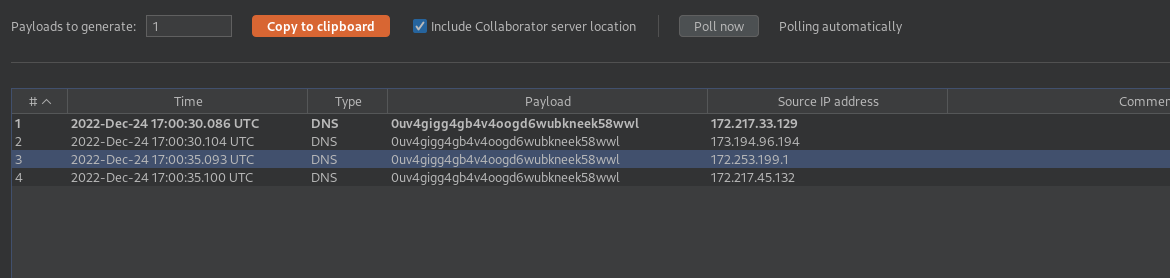 Payloads to generate: 1 Copy to clipboard Include Collaborator server location Poll now Polling automatically
# Time Type Payload Source IP address Commen
1 2022-Dec-24 17:00:30.086 UTC DNS 0uv4gigg4gb4v4oogd6wubkneek58wwl 172.217.33.129
2 2022-Dec-24 17:00:30.104 UTC DNS 0uv4gigg4gb4v4oogd6wubkneek58wwl 173.194.96.194
3 2022-Dec-24 17:00:35.093 UTC DNS 0uv4gigg4gb4v4oogd6wubkneek58wwl 172.253.199.1
4 2022-Dec-24 17:00:35.100 UTC DNS 0uv4gigg4gb4v4oogd6wubkneek58wwl 172.217.45.132